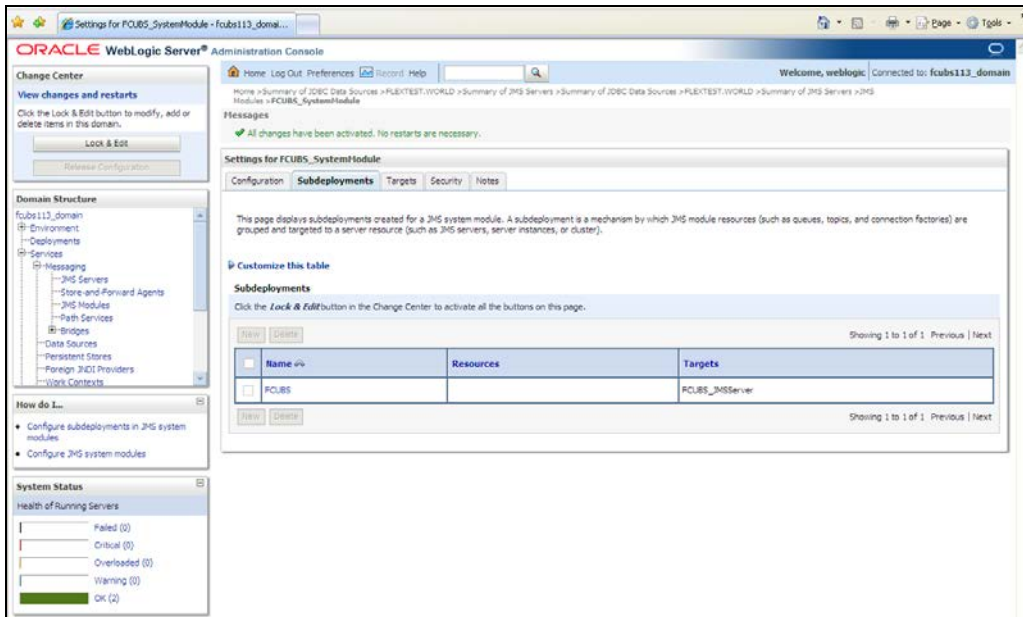 Settings for FCUBS_SystemModule - fcubs113_domai...
Page
Tools
ORACLE WebLogic Server® Administration Console
Change Center
View changes and restarts
Click the Lock & Edit button to modify, add or
delete items in this domain.
Lock & Edit
Release Configuration
Domain Structure
fcubs113_domain
Environment
Deployments
Services
Messaging
JMS Servers
Store-and-Forward Agents
JMS Modules
Path Services
Bridges
Data Sources
Persistent Stores
Foreign JNDI Providers
Work Contexts
How do I...
Configure subdeployments in JMS system
modules
Configure JMS system modules
System Status
Health of Running Servers
Failed (0)
Critical (0)
Overloaded (0)
Warning (0)
OK (2)
Home Log Out Preferences Record Help
Welcome, weblogic Connected to: fcubs113_domain
Home >Summary of JDBC Data Sources >FLEXTEST.WORLD >Summary of JMS Servers >Summary of JDBC Data Sources >FLEXTEST.WORLD >Summary of JMS Servers >JMS
Modules >FCUBS_SystemModule
Messages
All changes have been activated. No restarts are necessary.
Settings for FCUBS_SystemModule
Configuration Subdeployments Targets Security Notes
This page displays subdeployments created for a JMS system module. A subdeployment is a mechanism by which JMS module resources (such as queues, topics, and connection factories) are
grouped and targeted to a server resource (such as JMS servers, server instances, or cluster).
Customize this table
Subdeployments
Click the Lock & Edit button in the Change Center to activate all the buttons on this page.
New Delete Showing 1 to 1 of 1 Previous | Next
Name Resources Targets
FCUBS FCUBS_JMSServer
New Delete Showing 1 to 1 of 1 Previous | Next